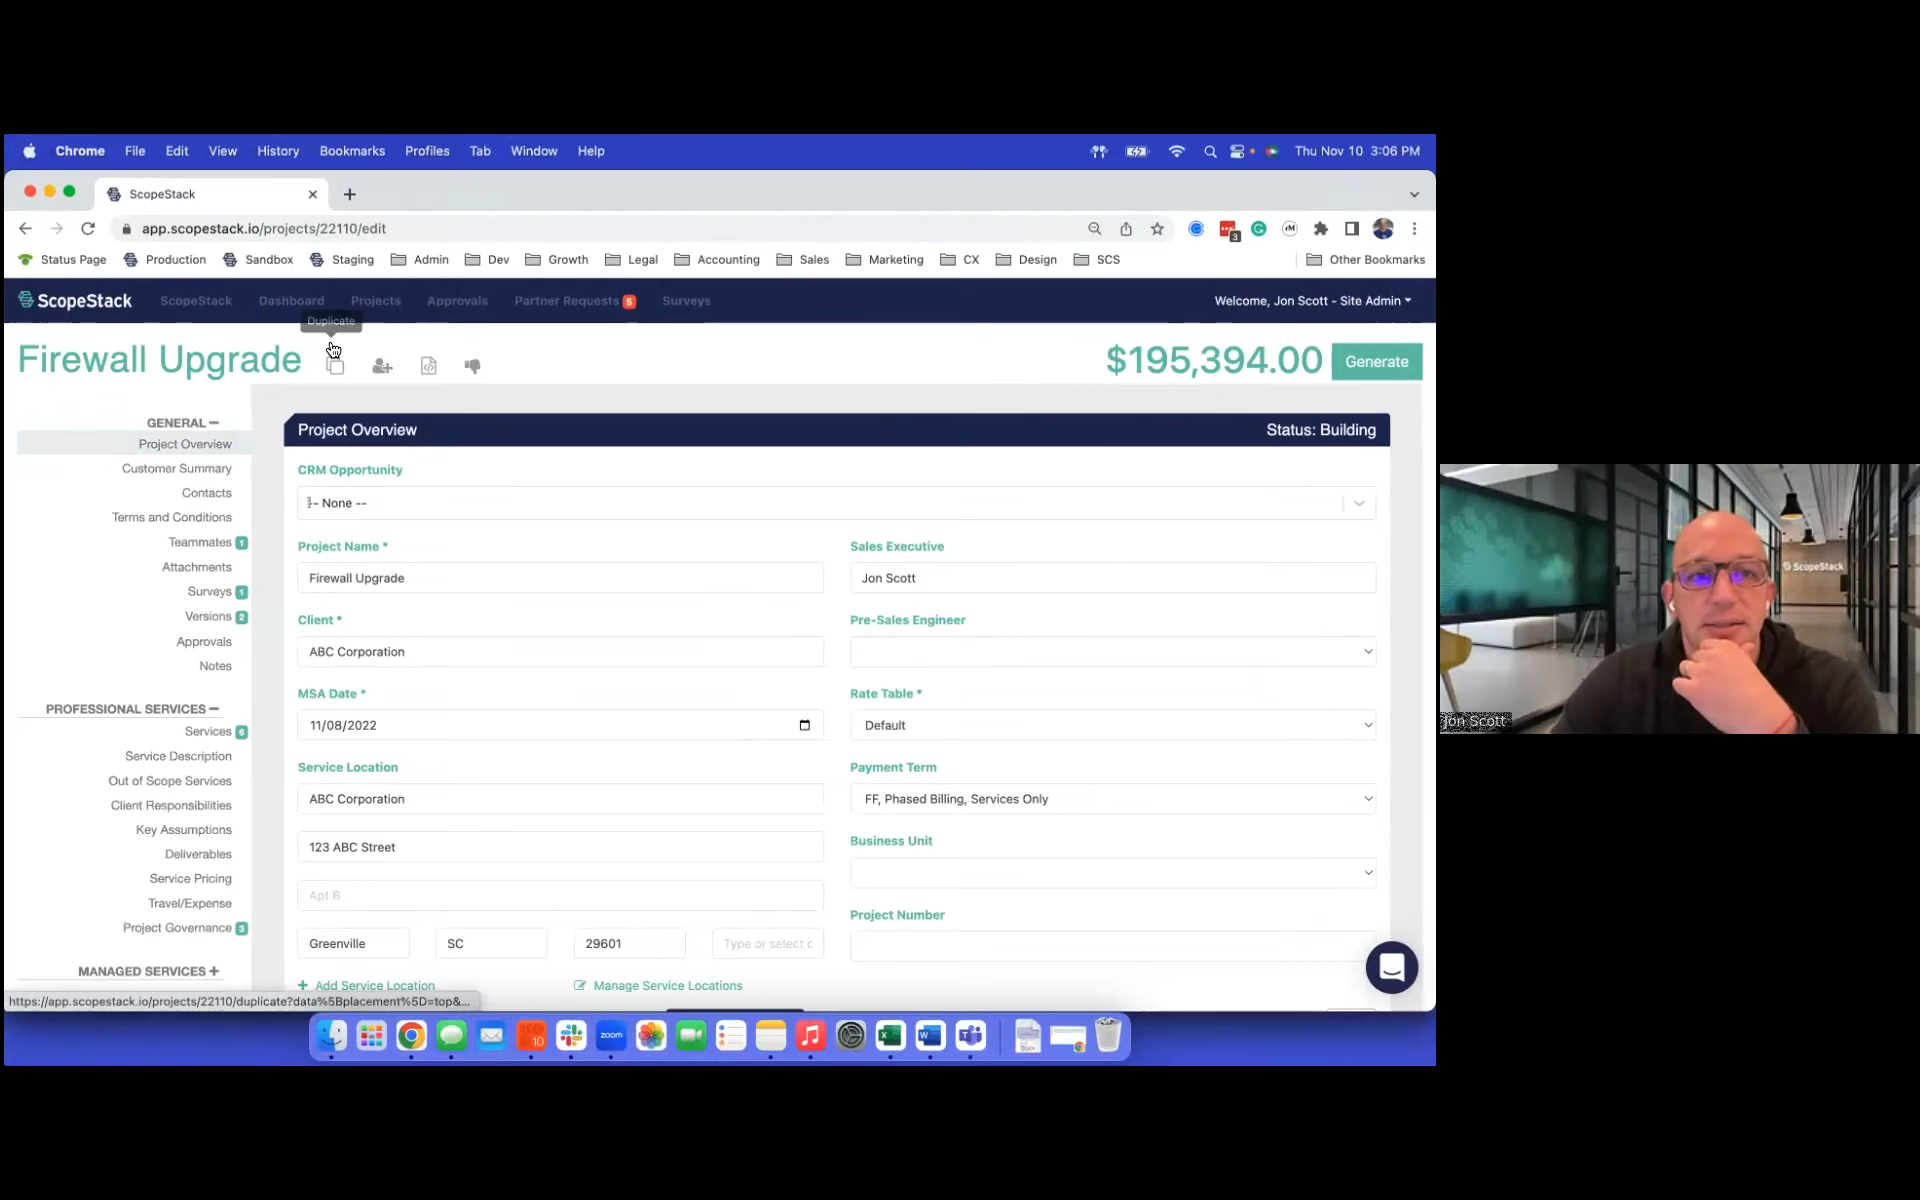 Chrome File Edit View History Bookmarks Profiles Tab Window Help Thu Nov 10 3:06 PM
ScopeStack
app.scopestack.io/projects/22110/edit 3
Status Page Production Sandbox Staging Admin Dev Growth Legal Accounting Sales Marketing CX Design SCS Other Bookmarks
ScopeStack ScopeStack Dashboard Projects Approvals Partner Requests 5 Surveys Welcome, Jon Scott - Site Admin
Duplicate
Firewall Upgrade $195,394.00 Generate
GENERAL
Project Overview
Customer Summary
Contacts
Terms and Conditions
Teammates 1
Attachments
Surveys 1
Versions 2
Approvals
Notes
PROFESSIONAL SERVICES
Services 6
Service Description
Out of Scope Services
Client Responsibilities
Key Assumptions
Deliverables
Service Pricing
Travel/Expense
Project Governance 3
MANAGED SERVICES
Project Overview Status: Building
CRM Opportunity
-- None --
Project Name * Sales Executive
Firewall Upgrade Jon Scott
Client * Pre-Sales Engineer
ABC Corporation
MSA Date * Rate Table *
11/08/2022 Default
Service Location Payment Term
ABC Corporation FF, Phased Billing, Services Only
123 ABC Street Business Unit
Apt B
Project Number
Greenville SC 29601 Type or select c
Add Service Location Manage Service Locations
https://app.scopestack.io/projects/22110/duplicate?data%5Bplacement%5D=top&...
10 zoom
ScopeStack
Jon Scott